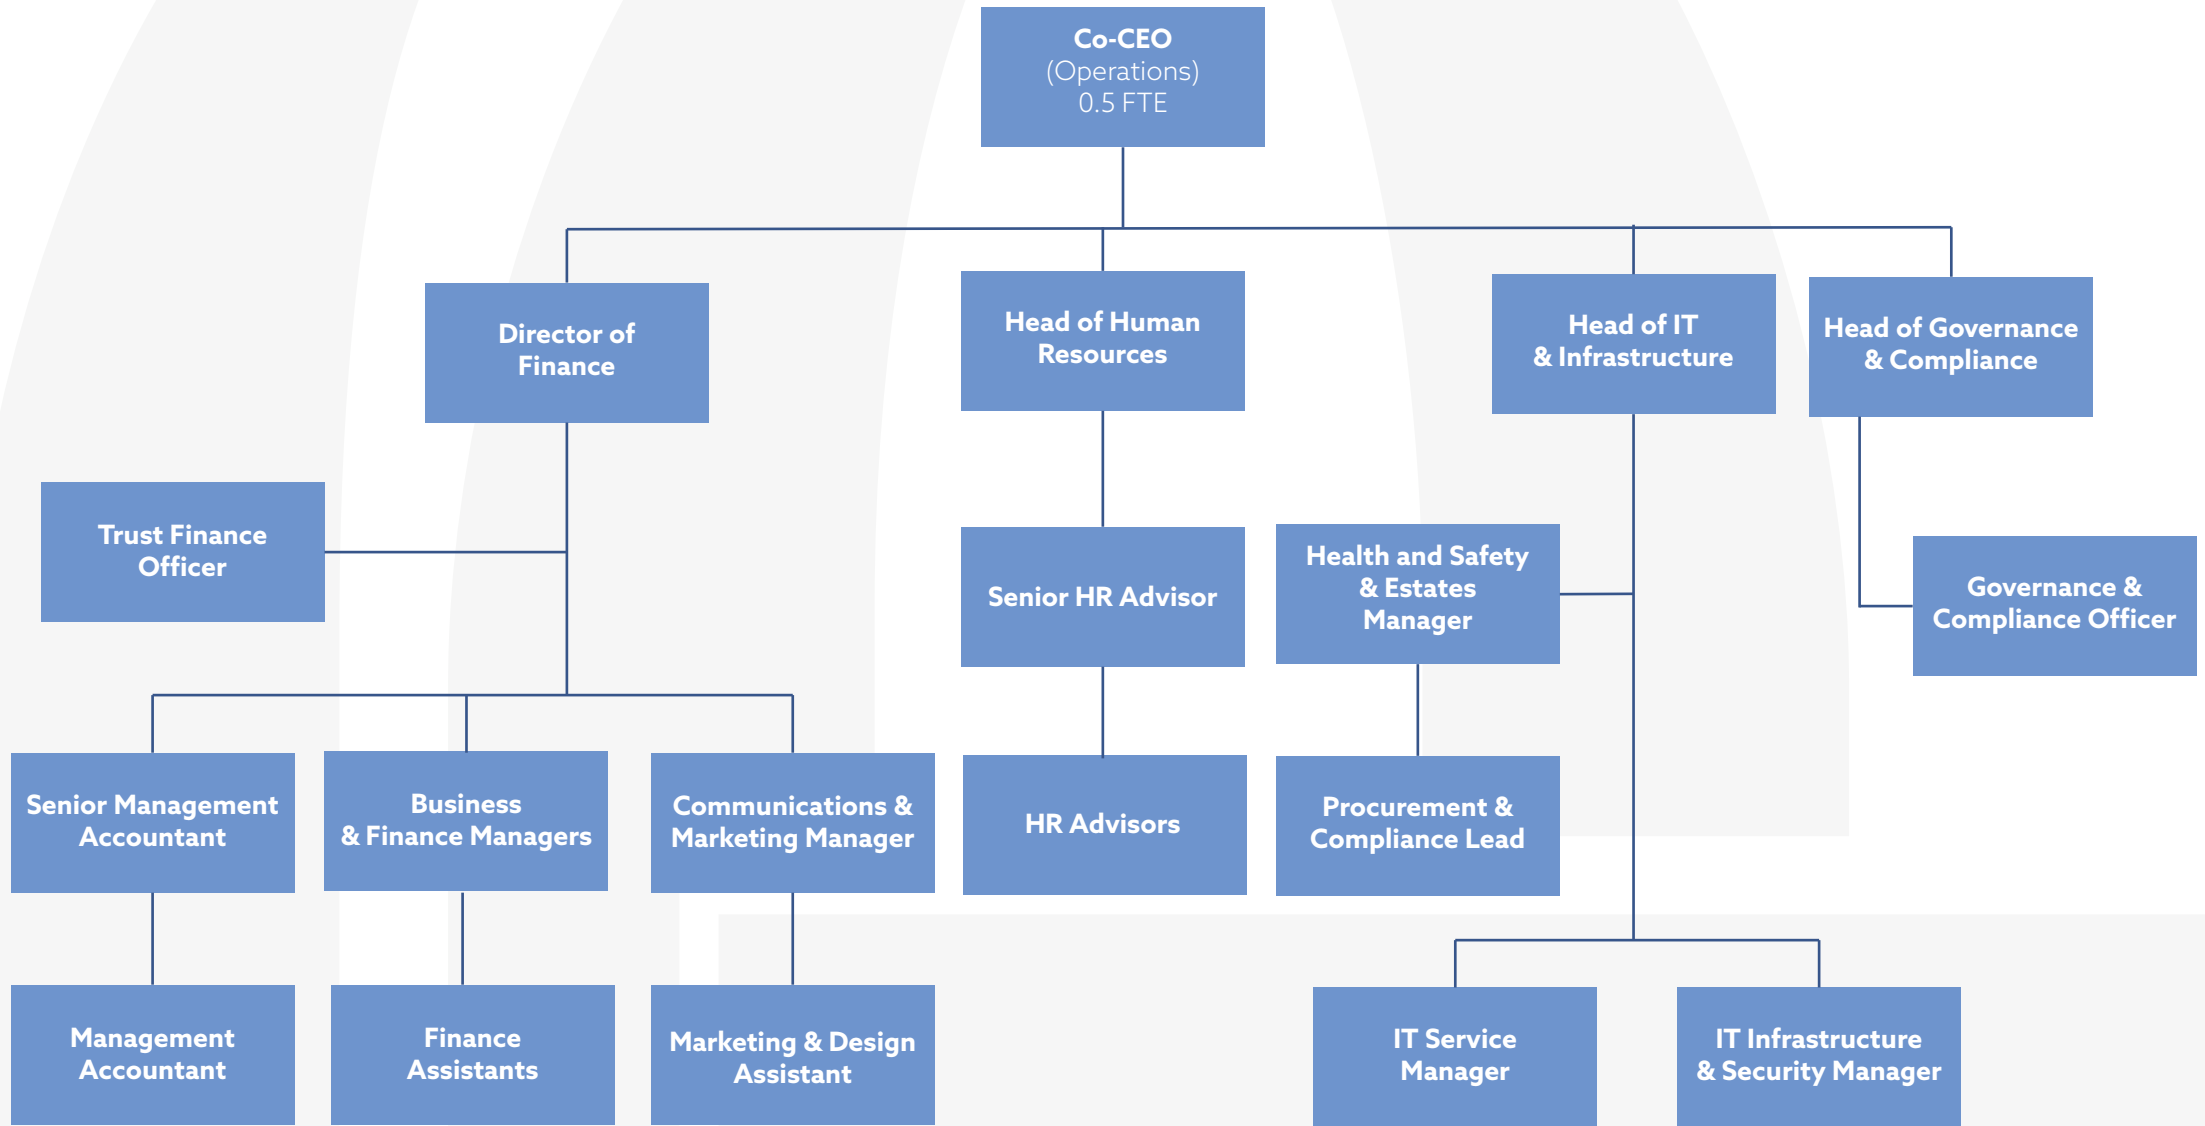 Co-CEO
(Operations)
0.5 FTE
Director of
Finance
Head of Human
Resources
Head of IT
& Infrastructure
Head of Governance
& Compliance
Trust Finance
Officer
Senior HR Advisor
Health and Safety
& Estates
Manager
Governance &
Compliance Officer
Senior Management
Accountant
Business
& Finance Managers
Communications &
Marketing Manager
HR Advisors
Procurement &
Compliance Lead
Management
Accountant
Finance
Assistants
Marketing & Design
Assistant
IT Service
Manager
IT Infrastructure
& Security Manager